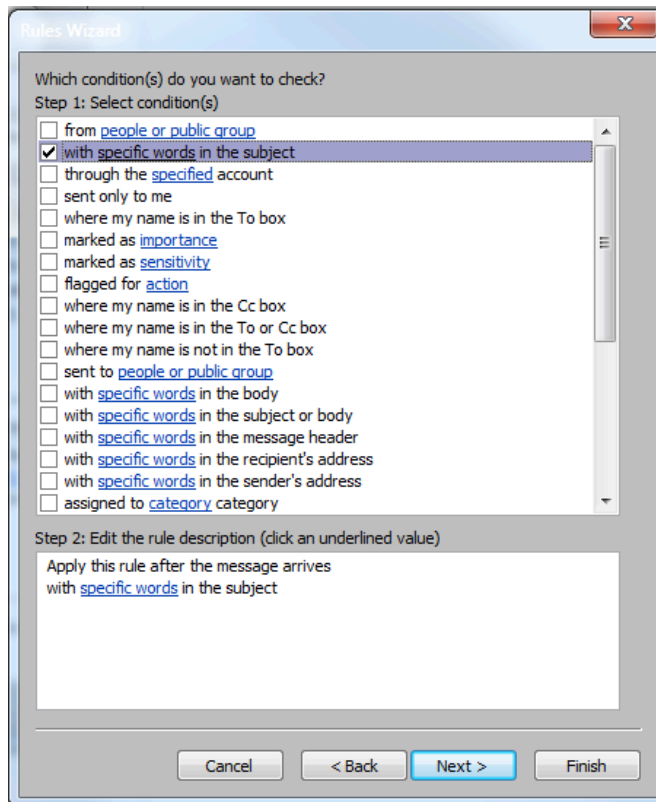 Rules Wizard
Which condition(s) do you want to check?
Step 1: Select condition(s)
from people or public group
with specific words in the subject
through the specified account
sent only to me
where my name is in the To box
marked as importance
marked as sensitivity
flagged for action
where my name is in the Cc box
where my name is in the To or Cc box
where my name is not in the To box
sent to people or public group
with specific words in the body
with specific words in the subject or body
with specific words in the message header
with specific words in the recipient's address
with specific words in the sender's address
assigned to category category
Step 2: Edit the rule description (click an underlined value)
Apply this rule after the message arrives
with specific words in the subject
Cancel < Back Next > Finish